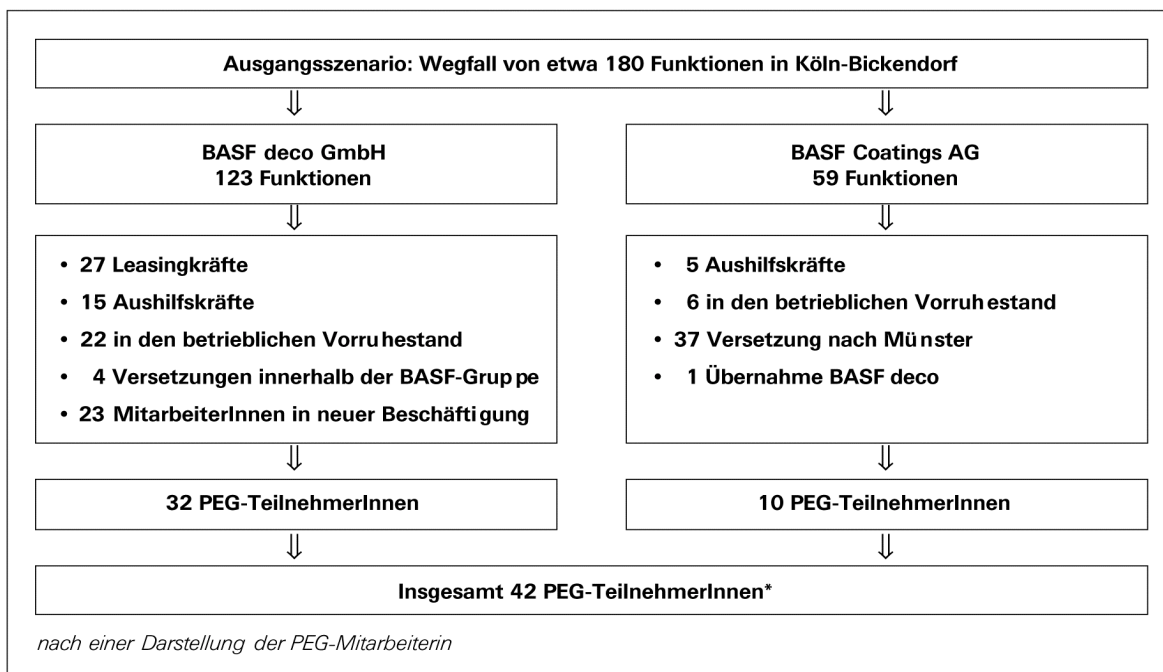 Ausgangsszenario: Wegfall von etwa 180 Funktionen in Köln-Bickendorf
⇓ ⇓
BASF deco GmbH
123 Funktionen
BASF Coatings AG
59 Funktionen
⇓ ⇓
• 27 Leasingkräfte
• 15 Aushilfskräfte
• 22 in den betrieblichen Vorruhestand
• 4 Versetzungen innerhalb der BASF-Gruppe
• 23 MitarbeiterInnen in neuer Beschäftigung
• 5 Aushilfskräfte
• 6 in den betrieblichen Vorruhestand
• 37 Versetzung nach Münster
• 1 Übernahme BASF deco
⇓ ⇓
32 PEG-TeilnehmerInnen
10 PEG-TeilnehmerInnen
⇓ ⇓
Insgesamt 42 PEG-TeilnehmerInnen*
nach einer Darstellung der PEG-Mitarbeiterin